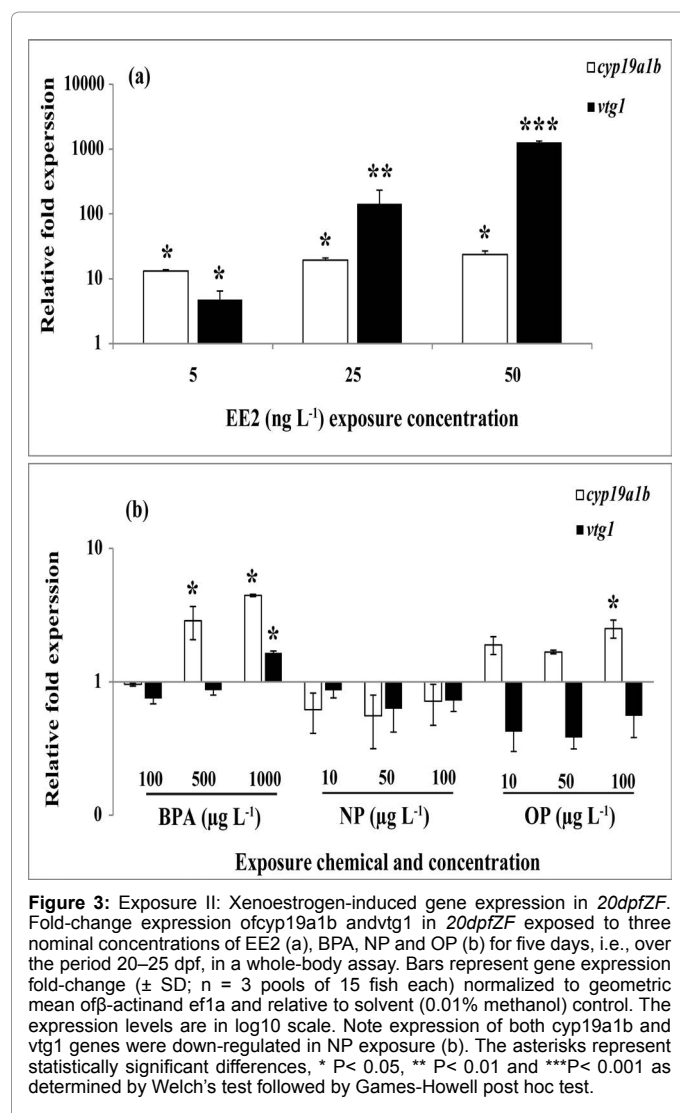 (a)
cyp19a1b
vtg1
Relative fold experssion
10000
1000
100
10
1
*
*
*
**
*
***
5
25
50
EE2 (ng L⁻¹) exposure concentration
(b)
cyp19a1b
vtg1
Relative fold experssion
10
1
0
*
*
*
*
100 500 1000 10 50 100 10 50 100
BPA (µg L⁻¹) NP (µg L⁻¹) OP (µg L⁻¹)
Exposure chemical and concentration
Figure 3: Exposure II: Xenoestrogen-induced gene expression in 20dpfZF.
Fold-change expression ofcyp19a1b andvtg1 in 20dpfZF exposed to three
nominal concentrations of EE2 (a), BPA, NP and OP (b) for five days, i.e., over
the period 20–25 dpf, in a whole-body assay. Bars represent gene expression
fold-change (± SD; n = 3 pools of 15 fish each) normalized to geometric
mean ofβ-actinand ef1a and relative to solvent (0.01% methanol) control. The
expression levels are in log10 scale. Note expression of both cyp19a1b and
vtg1 genes were down-regulated in NP exposure (b). The asterisks represent
statistically significant differences, * P< 0.05, ** P< 0.01 and ***P< 0.001 as
determined by Welch's test followed by Games-Howell post hoc test.